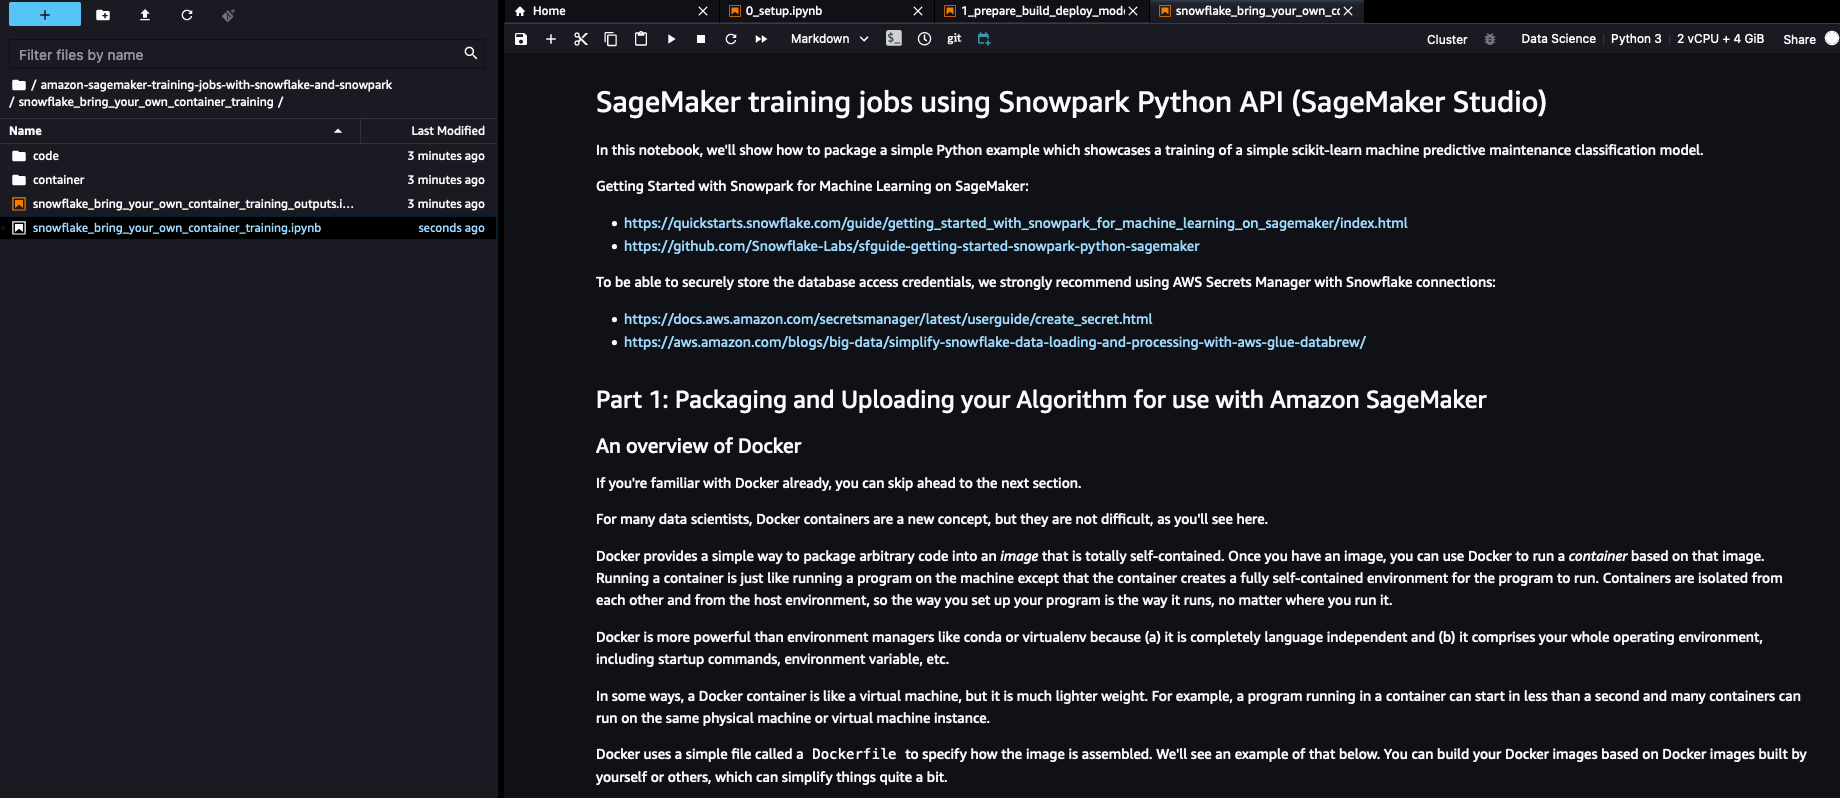 Filter files by name
/ amazon-sagemaker-training-jobs-with-snowflake-and-snowpark
/ snowflake_bring_your_own_container_training /
Name Last Modified
code 3 minutes ago
container 3 minutes ago
snowflake_bring_your_own_container_training_outputs.i... 3 minutes ago
snowflake_bring_your_own_container_training.ipynb seconds ago
Home 0_setup.ipynb 1_prepare_build_deploy_mod snowflake_bring_your_own_c
Markdown git Cluster Data Science Python 3 2 vCPU + 4 GiB Share
SageMaker training jobs using Snowpark Python API (SageMaker Studio)
In this notebook, we'll show how to package a simple Python example which showcases a training of a simple scikit-learn machine predictive maintenance classification model.
Getting Started with Snowpark for Machine Learning on SageMaker:
• https://quickstarts.snowflake.com/guide/getting_started_with_snowpark_for_machine_learning_on_sagemaker/index.html
• https://github.com/Snowflake-Labs/sfguide-getting-started-snowpark-python-sagemaker
To be able to securely store the database access credentials, we strongly recommend using AWS Secrets Manager with Snowflake connections:
• https://docs.aws.amazon.com/secretsmanager/latest/userguide/create_secret.html
• https://aws.amazon.com/blogs/big-data/simplify-snowflake-data-loading-and-processing-with-aws-glue-databrew/
Part 1: Packaging and Uploading your Algorithm for use with Amazon SageMaker
An overview of Docker
If you're familiar with Docker already, you can skip ahead to the next section.
For many data scientists, Docker containers are a new concept, but they are not difficult, as you'll see here.
Docker provides a simple way to package arbitrary code into an image that is totally self-contained. Once you have an image, you can use Docker to run a container based on that image.
Running a container is just like running a program on the machine except that the container creates a fully self-contained environment for the program to run. Containers are isolated from
each other and from the host environment, so the way you set up your program is the way it runs, no matter where you run it.
Docker is more powerful than environment managers like conda or virtualenv because (a) it is completely language independent and (b) it comprises your whole operating environment,
including startup commands, environment variable, etc.
In some ways, a Docker container is like a virtual machine, but it is much lighter weight. For example, a program running in a container can start in less than a second and many containers can
run on the same physical machine or virtual machine instance.
Docker uses a simple file called a Dockerfile to specify how the image is assembled. We'll see an example of that below. You can build your Docker images based on Docker images built by
yourself or others, which can simplify things quite a bit.